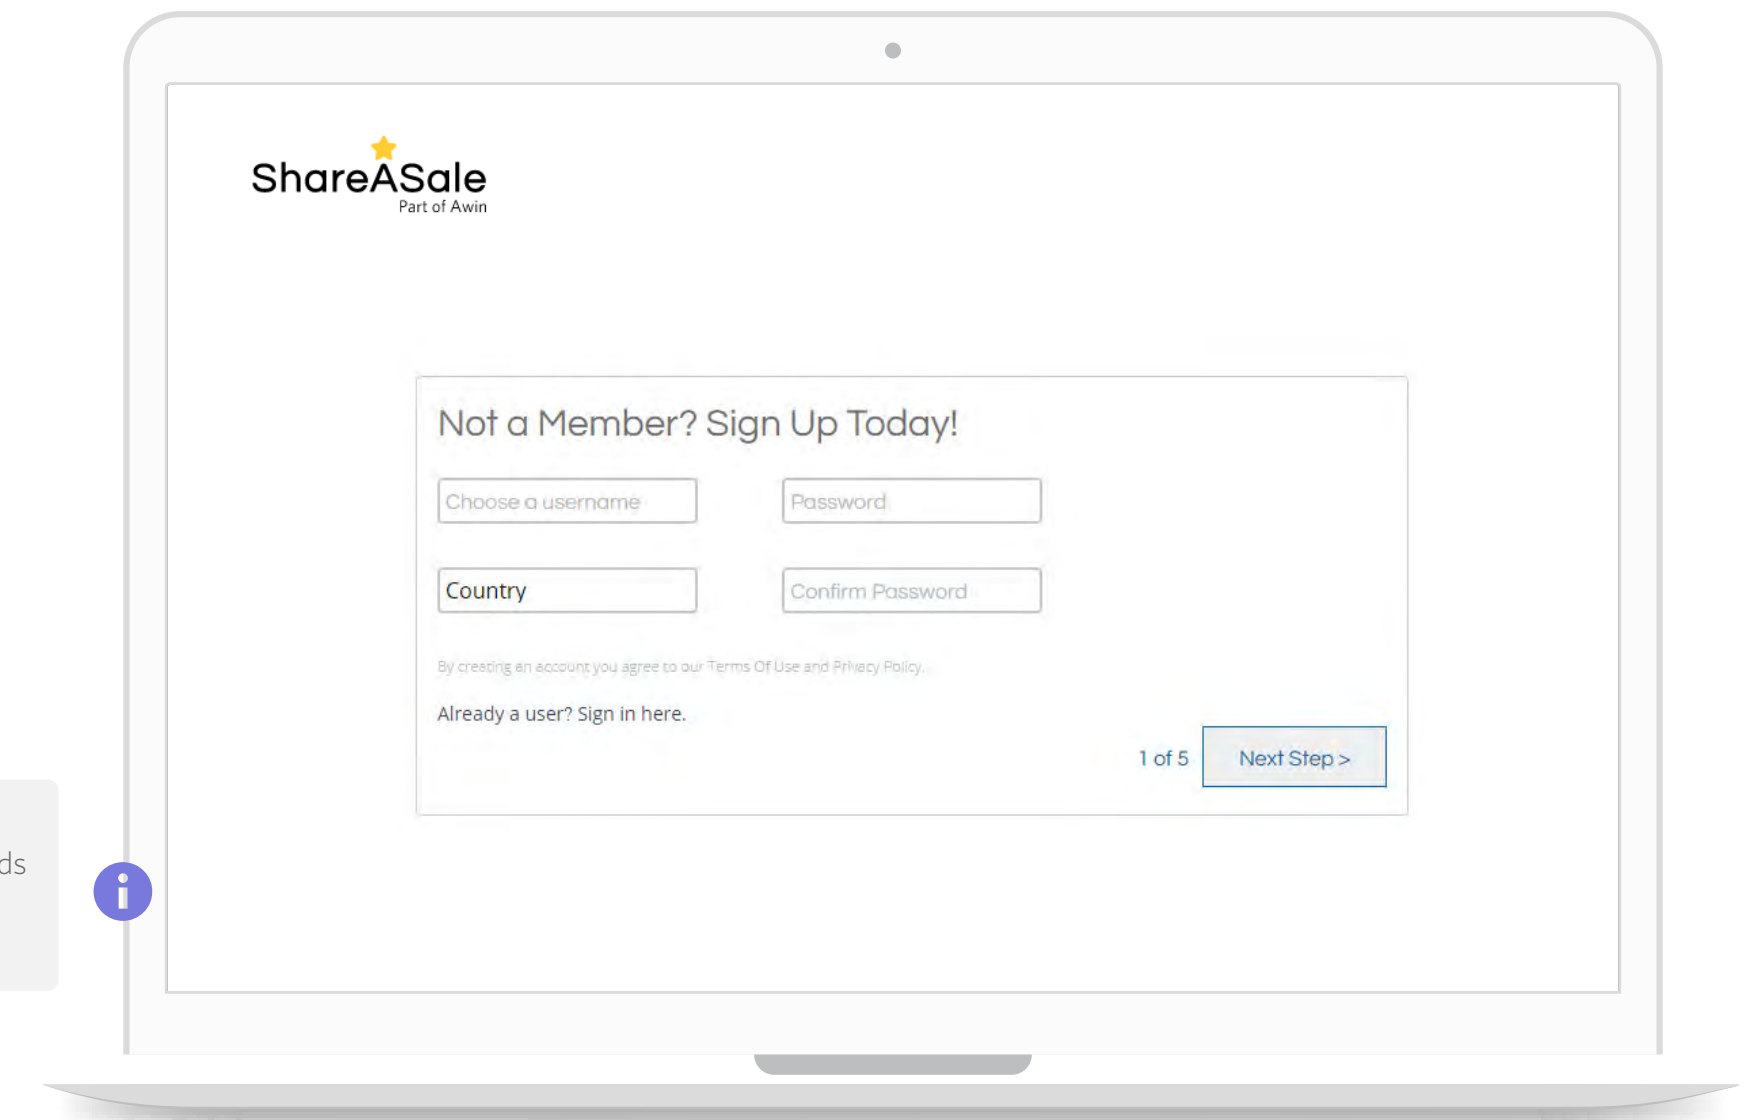 ShareASale
Part of Awin
Not a Member? Sign Up Today!
Choose a username
Password
Country
Confirm Password
By creating an account you agree to our Terms Of Use and Privacy Policy.
Already a user? Sign in here.
1 of 5
Next Step >
ds
i